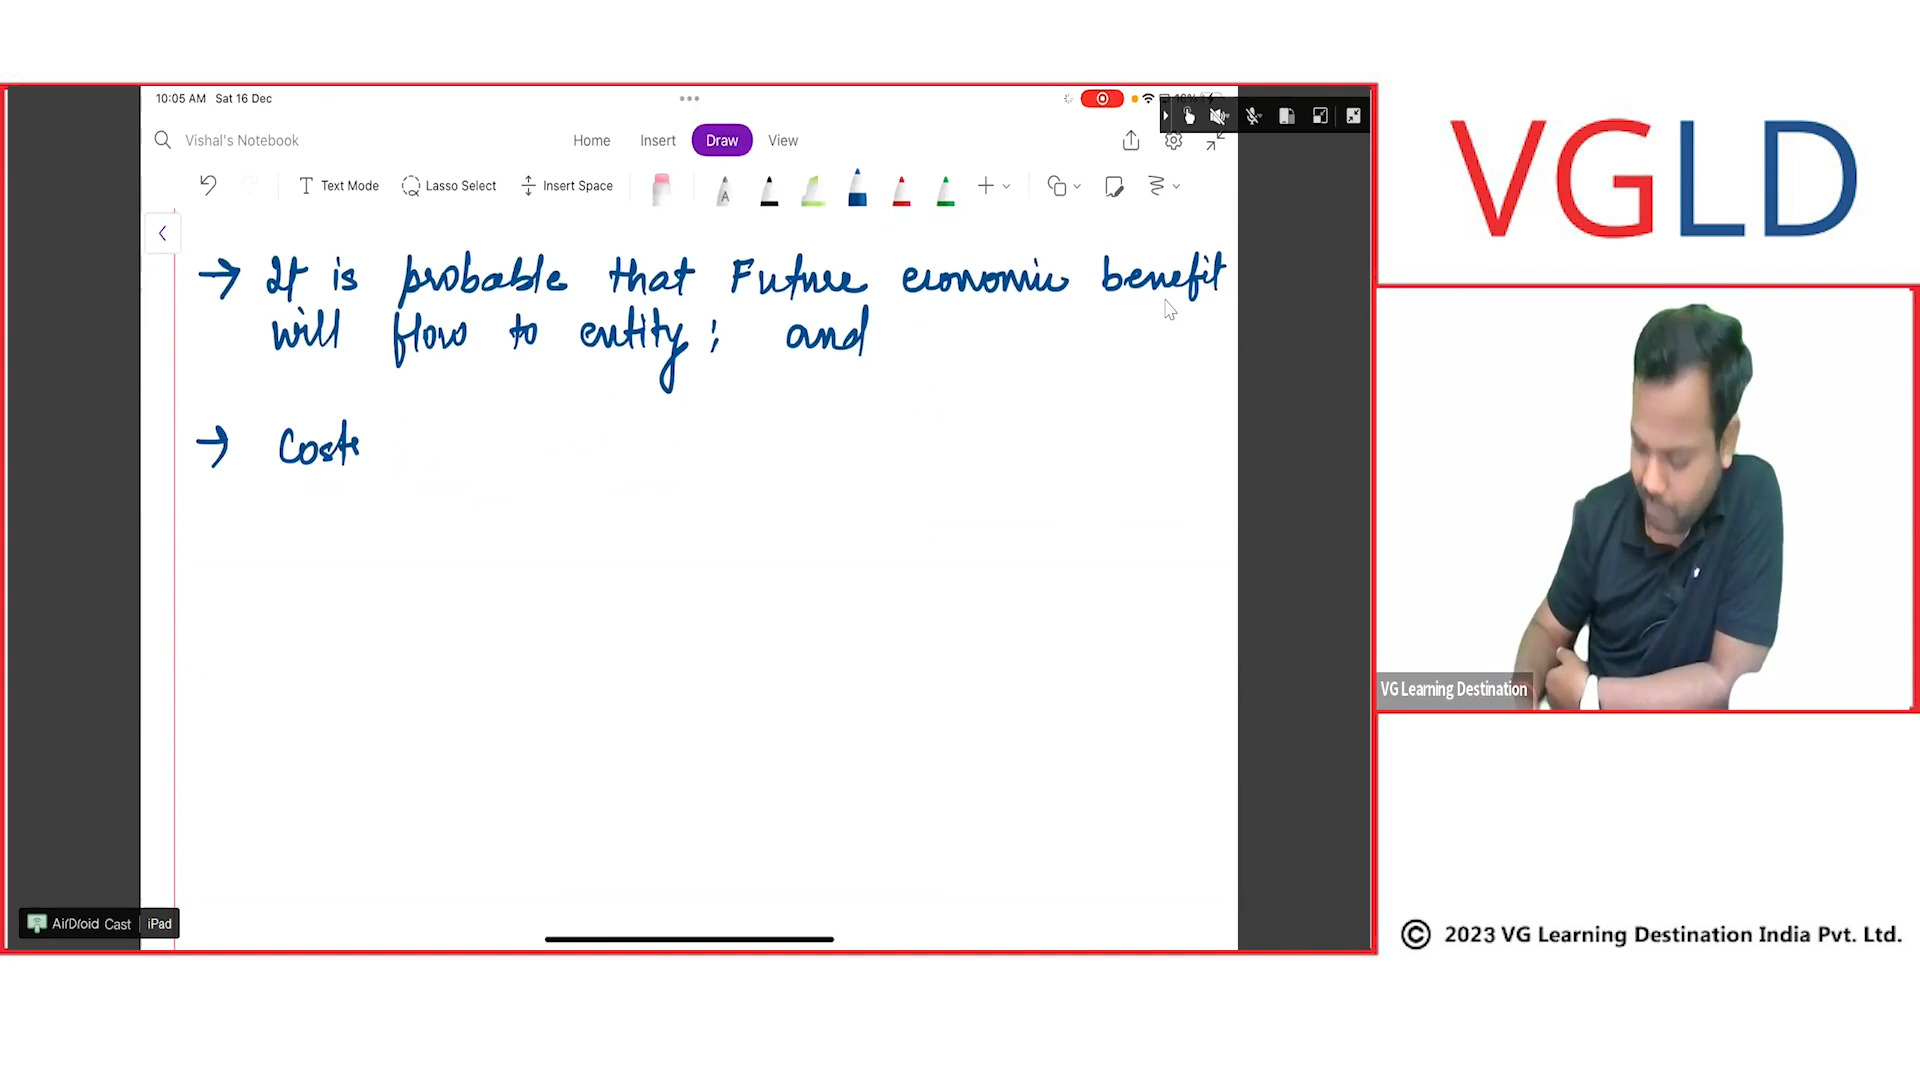 10:05 AM Sat 16 Dec
VGLD
Vishal's Notebook
Home Insert Draw View
Text Mode Lasso Select Insert Space
→ It is probable that Future economic benefit
will flow to entity; and
→ Costs
VG Learning Destination
AirDroid Cast iPad
© 2023 VG Learning Destination India Pvt. Ltd.